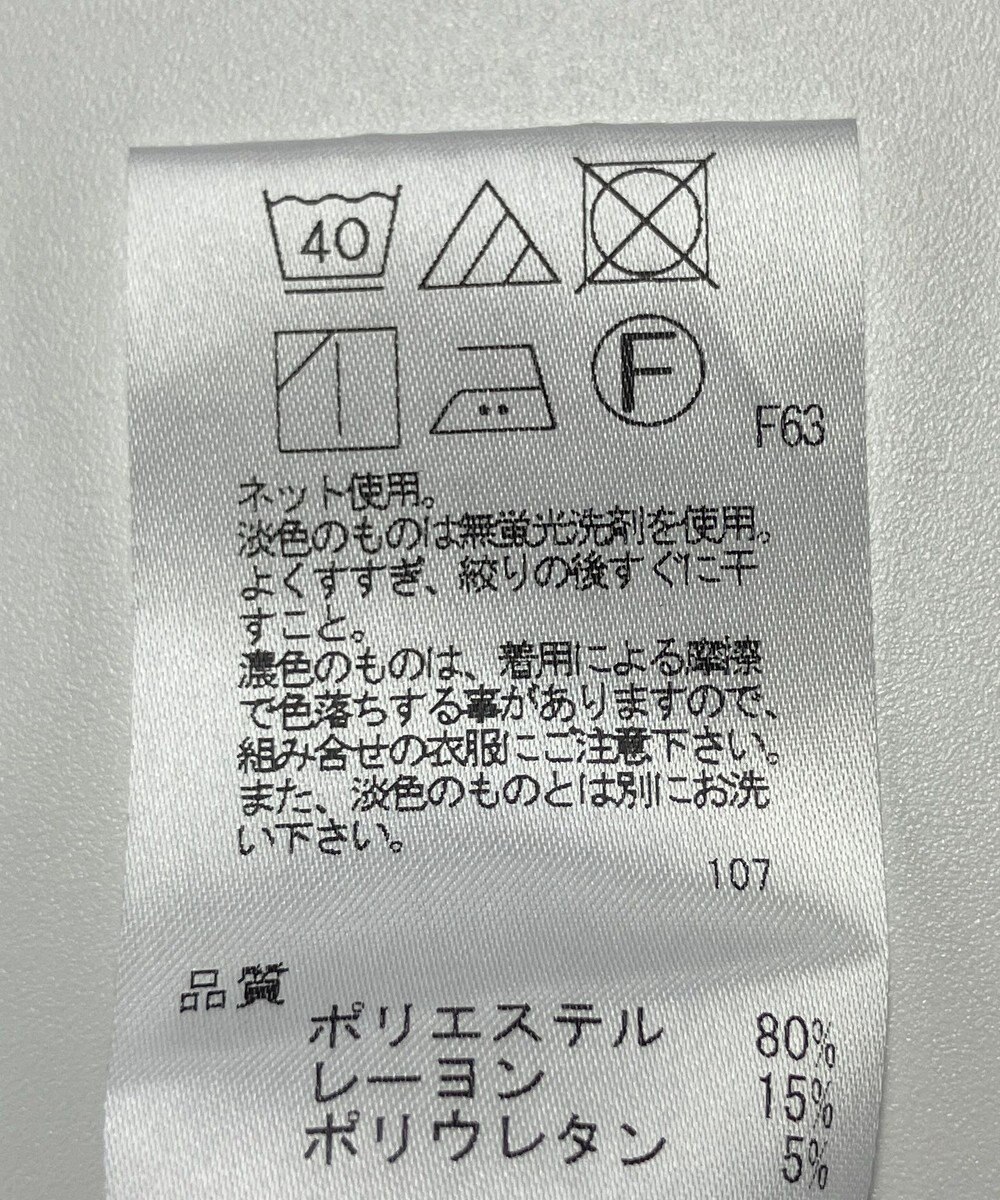 40
F
F63
ネット使用。
淡色のものは無蛍光洗剤を使用。
よくすすぎ、絞りの後すぐに干
すこと。
濃色のものは、着用による摩擦
で色落ちする事がありますので、
組み合せの衣服にご注意下さい。
また、淡色のものとは別にお洗
い下さい。
107
品質
ポリエステル 80%
レーヨン 15%
ポリウレタン 5%